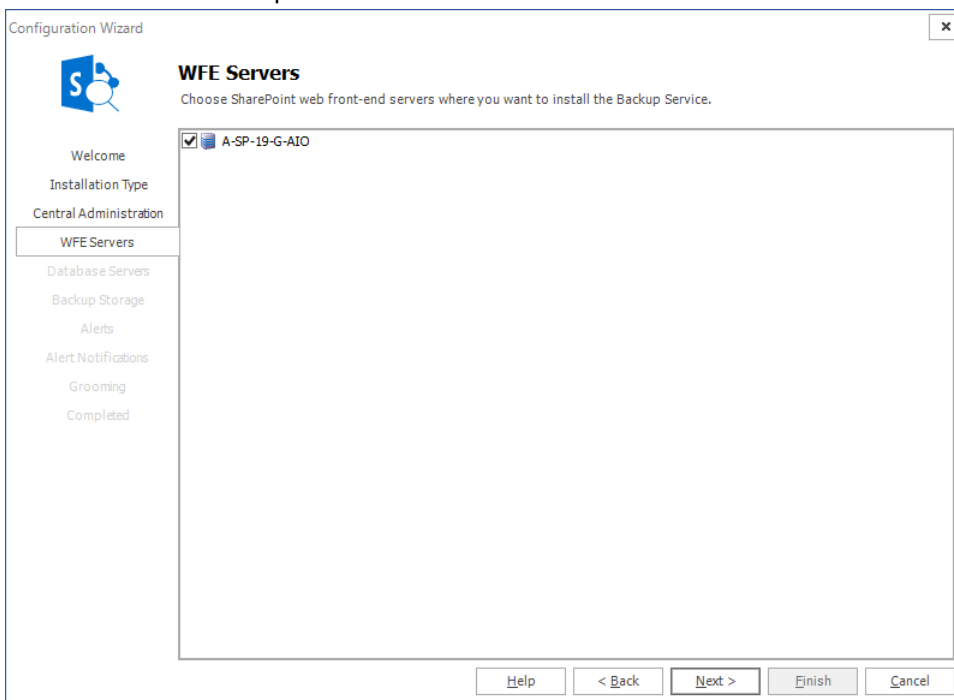 Configuration Wizard
WFE Servers
Choose SharePoint web front-end servers where you want to install the Backup Service.
A-SP-19-G-AIO
Welcome
Installation Type
Central Administration
WFE Servers
Database Servers
Backup Storage
Alerts
Alert Notifications
Grooming
Completed
Help
< Back
Next >
Finish
Cancel